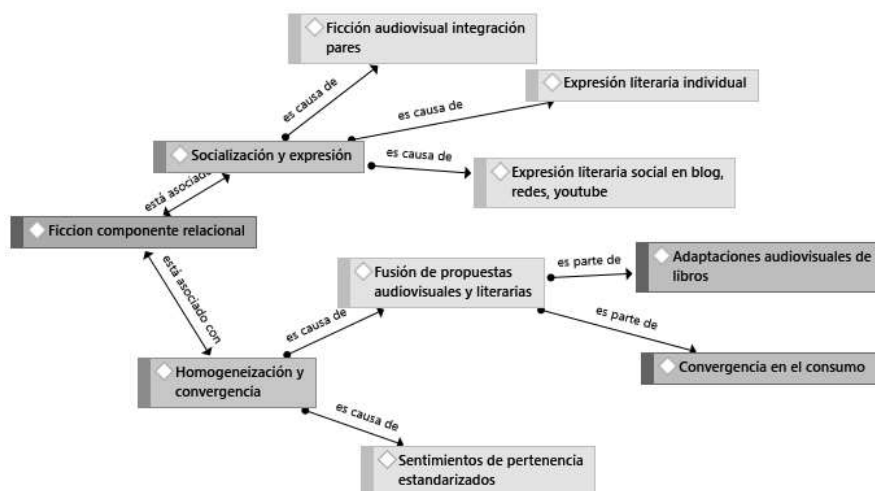 Ficción audiovisual integración
pares
es causa de
Expresión literaria individual
es causa de
Socialización y expresión
es causa de
Expresión literaria social en blog,
redes, youtube
está asociado
Ficcion componente relacional
está asociado con
Fusión de propuestas
audiovisuales y literarias
es parte de
Adaptaciones audiovisuales de
libros
es causa de
es parte de
Homogeneización y
convergencia
Convergencia en el consumo
es causa de
Sentimientos de pertenencia
estandarizados